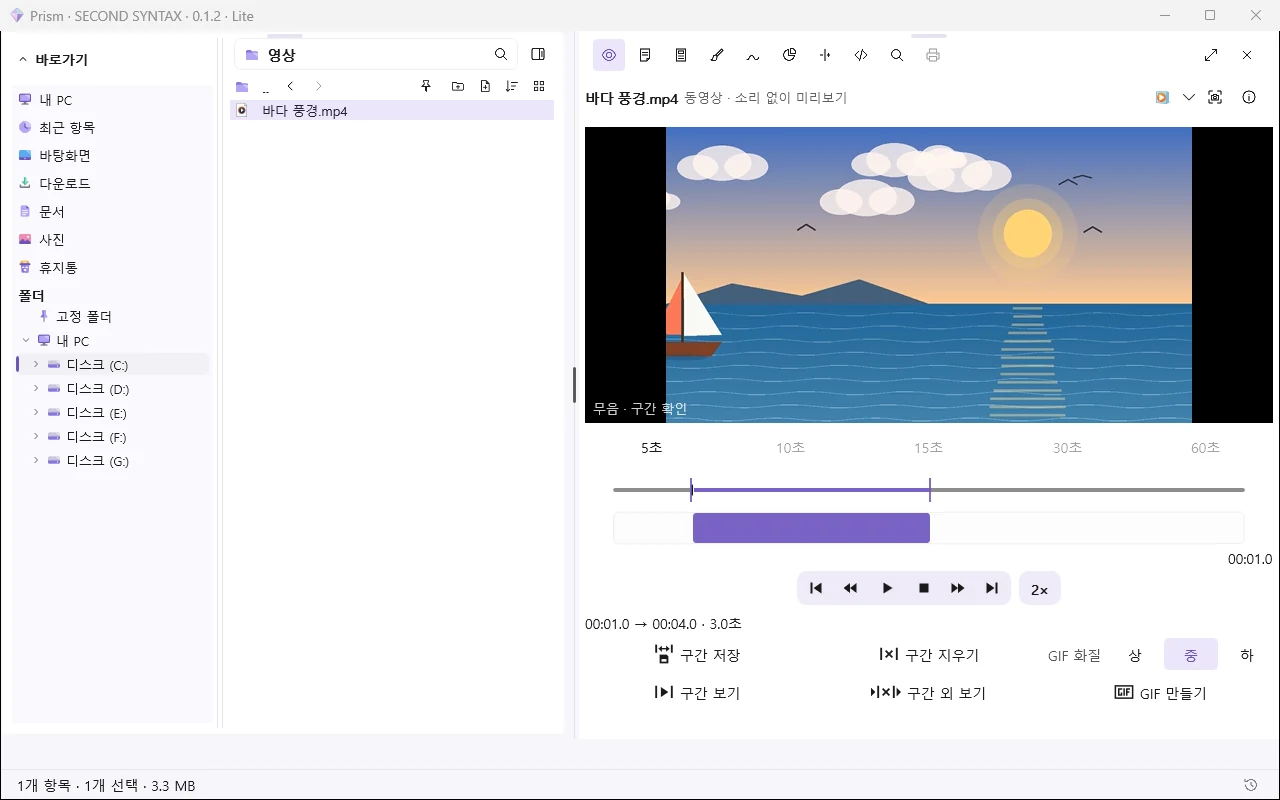 Prism · SECOND SYNTAX · 0.1.2 · Lite
바로가기
내 PC
최근 항목
바탕화면
다운로드
문서
사진
휴지통
폴더
고정 폴더
내 PC
디스크 (C:)
디스크 (D:)
디스크 (E:)
디스크 (F:)
디스크 (G:)
영상
..
바다 풍경.mp4
바다 풍경.mp4 동영상 · 소리 없이 미리보기
무음 · 구간 확인
5초 10초 15초 30초 60초
00:01.0
2×
00:01.0 → 00:04.0 · 3.0초
구간 저장 구간 지우기 GIF 화질 상 중 하
구간 보기 구간 외 보기 GIF GIF 만들기
1개 항목 · 1개 선택 · 3.3 MB